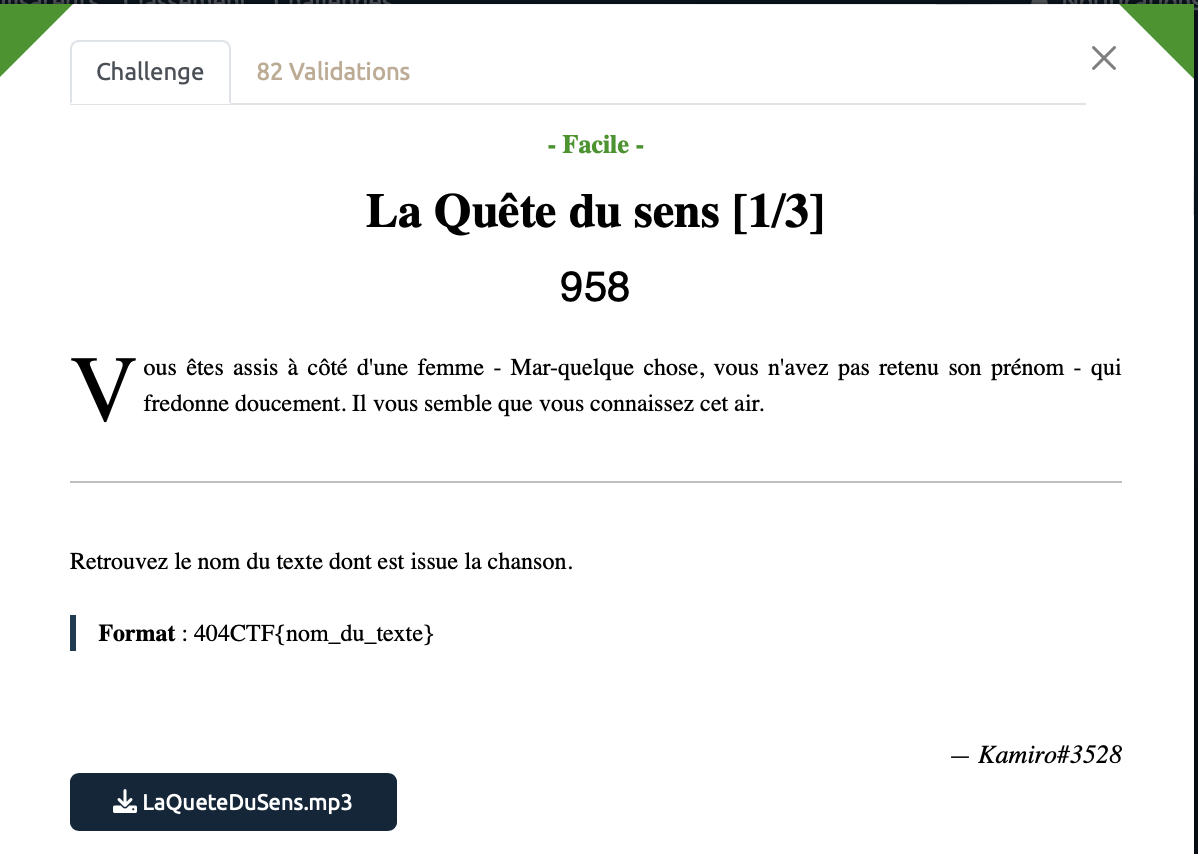 Challenge
82 Validations
- Facile -
La Quête du sens [1/3]
958
Vous êtes assis à côté d'une femme - Mar-quelque chose, vous n'avez pas retenu son prénom - qui
fredonne doucement. Il vous semble que vous connaissez cet air.
Retrouvez le nom du texte dont est issue la chanson.
Format : 404CTF{nom_du_texte}
— Kamiro#3528
LaQueteDuSens.mp3